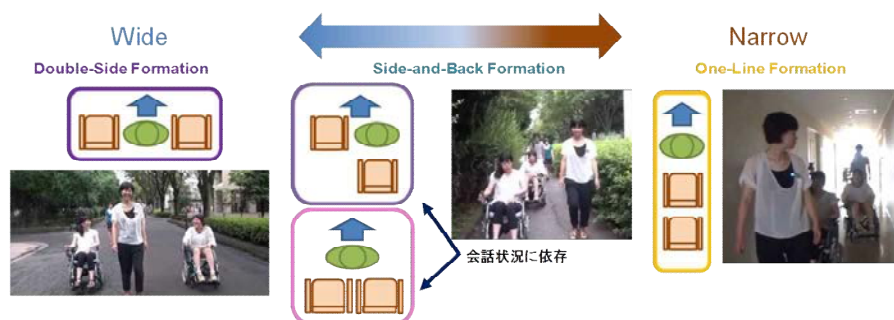 Wide
Narrow
Double-Side Formation
Side-and-Back Formation
One-Line Formation
会話状況に依存